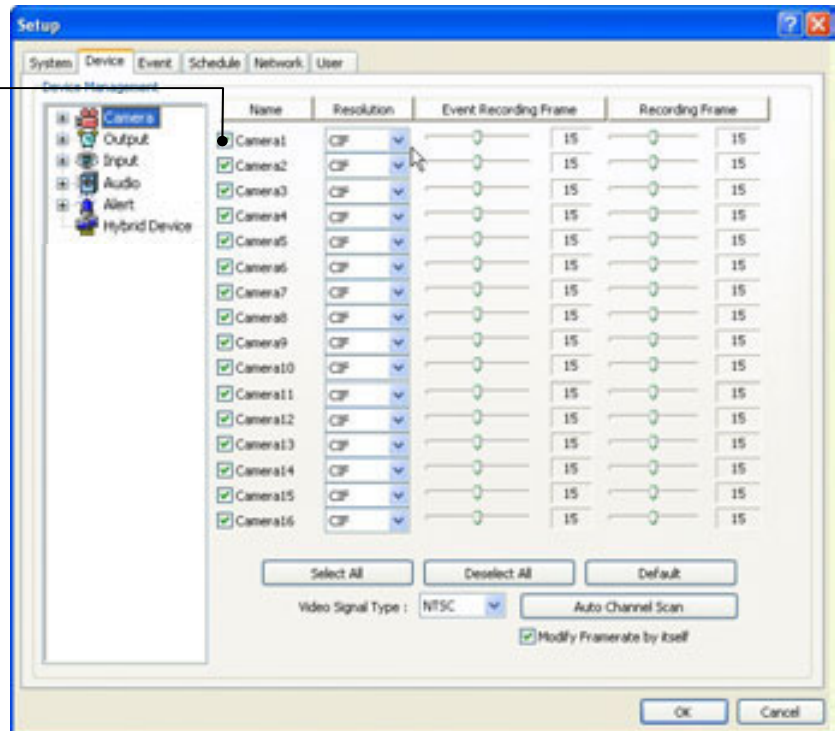 Setup
System Device Event Schedule Network User
Device Management
Camera
Output
Input
Audio
Alert
Hybrid Device
Name Resolution Event Recording Frame Recording Frame
Camera1 CIF 15 15
Camera2 CIF 15 15
Camera3 CIF 15 15
Camera4 CIF 15 15
Camera5 CIF 15 15
Camera6 CIF 15 15
Camera7 CIF 15 15
Camera8 CIF 15 15
Camera9 CIF 15 15
Camera10 CIF 15 15
Camera11 CIF 15 15
Camera12 CIF 15 15
Camera13 CIF 15 15
Camera14 CIF 15 15
Camera15 CIF 15 15
Camera16 CIF 15 15
Select All Deselect All Default
Video Signal Type : NTSC Auto Channel Scan
Modify Framerate by itself
OK Cancel